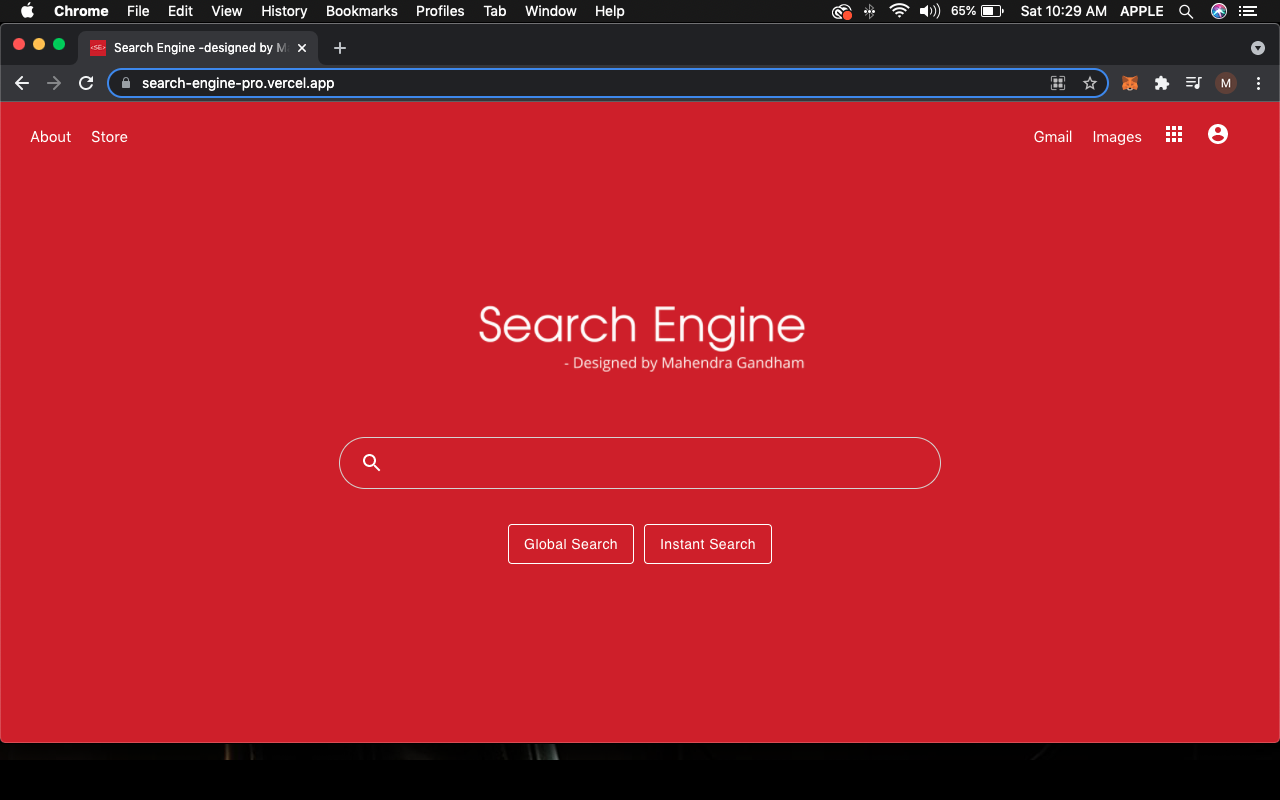 Chrome File Edit View History Bookmarks Profiles Tab Window Help 65% Sat 10:29 AM APPLE
<SE> Search Engine -designed by M
search-engine-pro.vercel.app M
About Store Gmail Images
Search Engine
- Designed by Mahendra Gandham
Global Search Instant Search